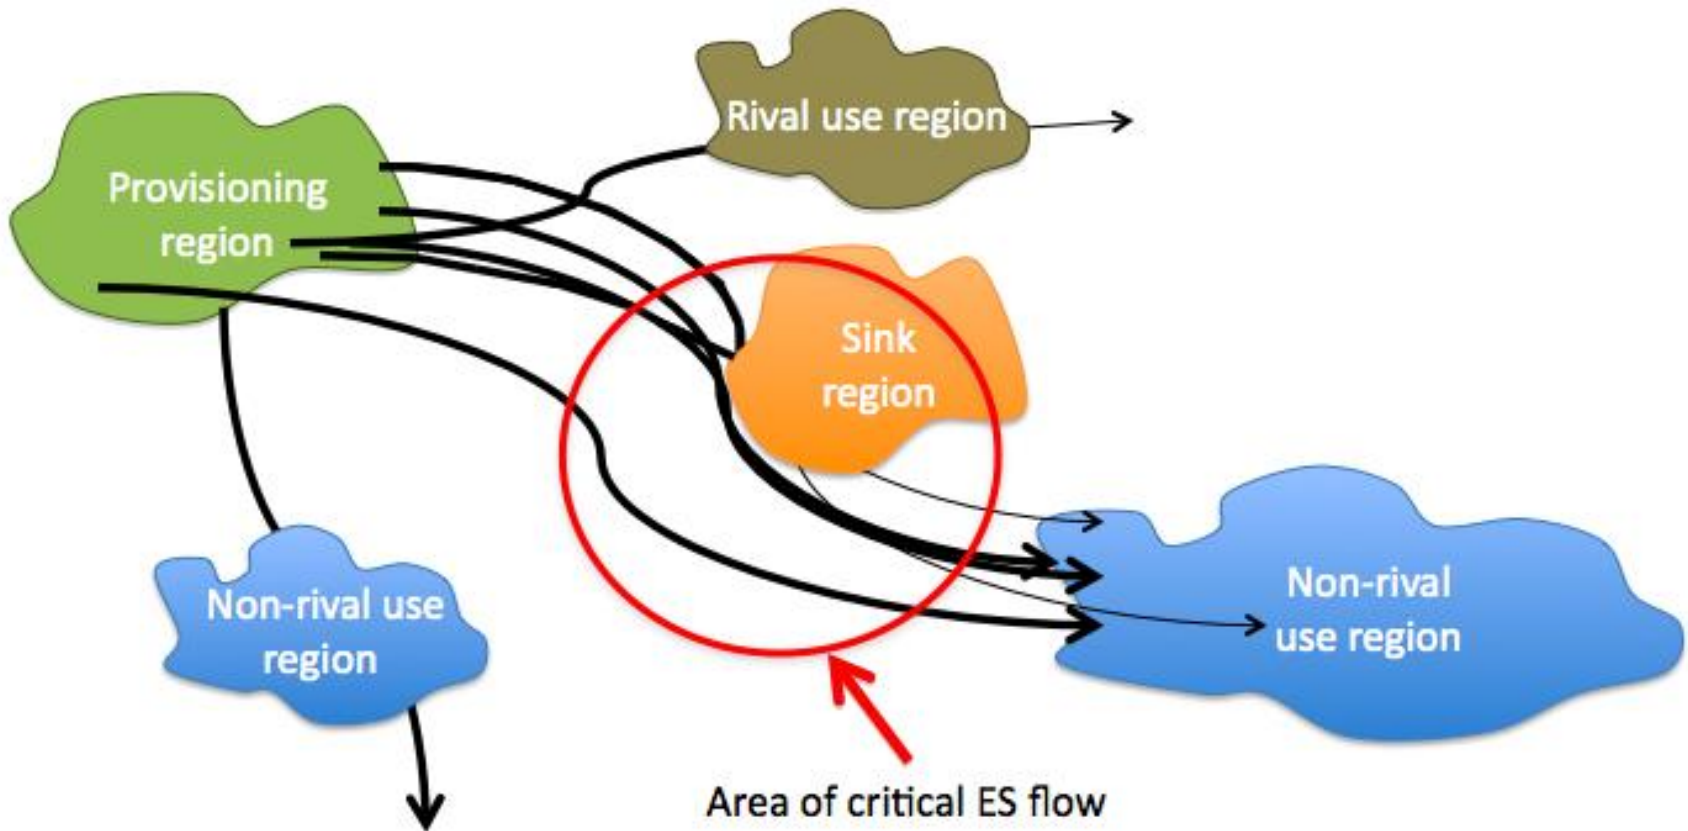 Rival use region
Provisioning
region
Sink
region
Non-rival use
region
Non-rival
use region
Area of critical ES flow